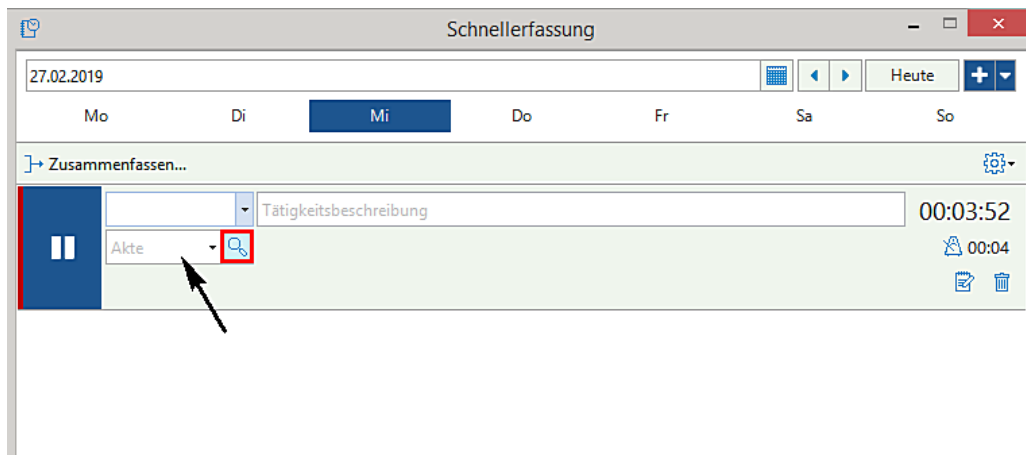 Schnellerfassung
27.02.2019
Heute
Mo Di Mi Do Fr Sa So
Zusammenfassen...
Tätigkeitsbeschreibung
00:03:52
Akte
00:04